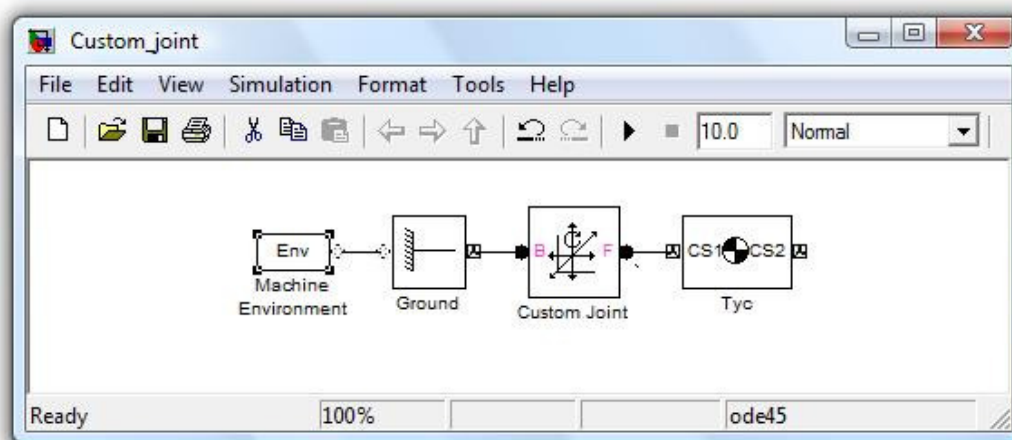 Custom_joint
File Edit View Simulation Format Tools Help
10.0 Normal
Env B C F CS1 CS2
Machine Environment
Ground
Custom Joint
Tyc
Ready 100% ode45